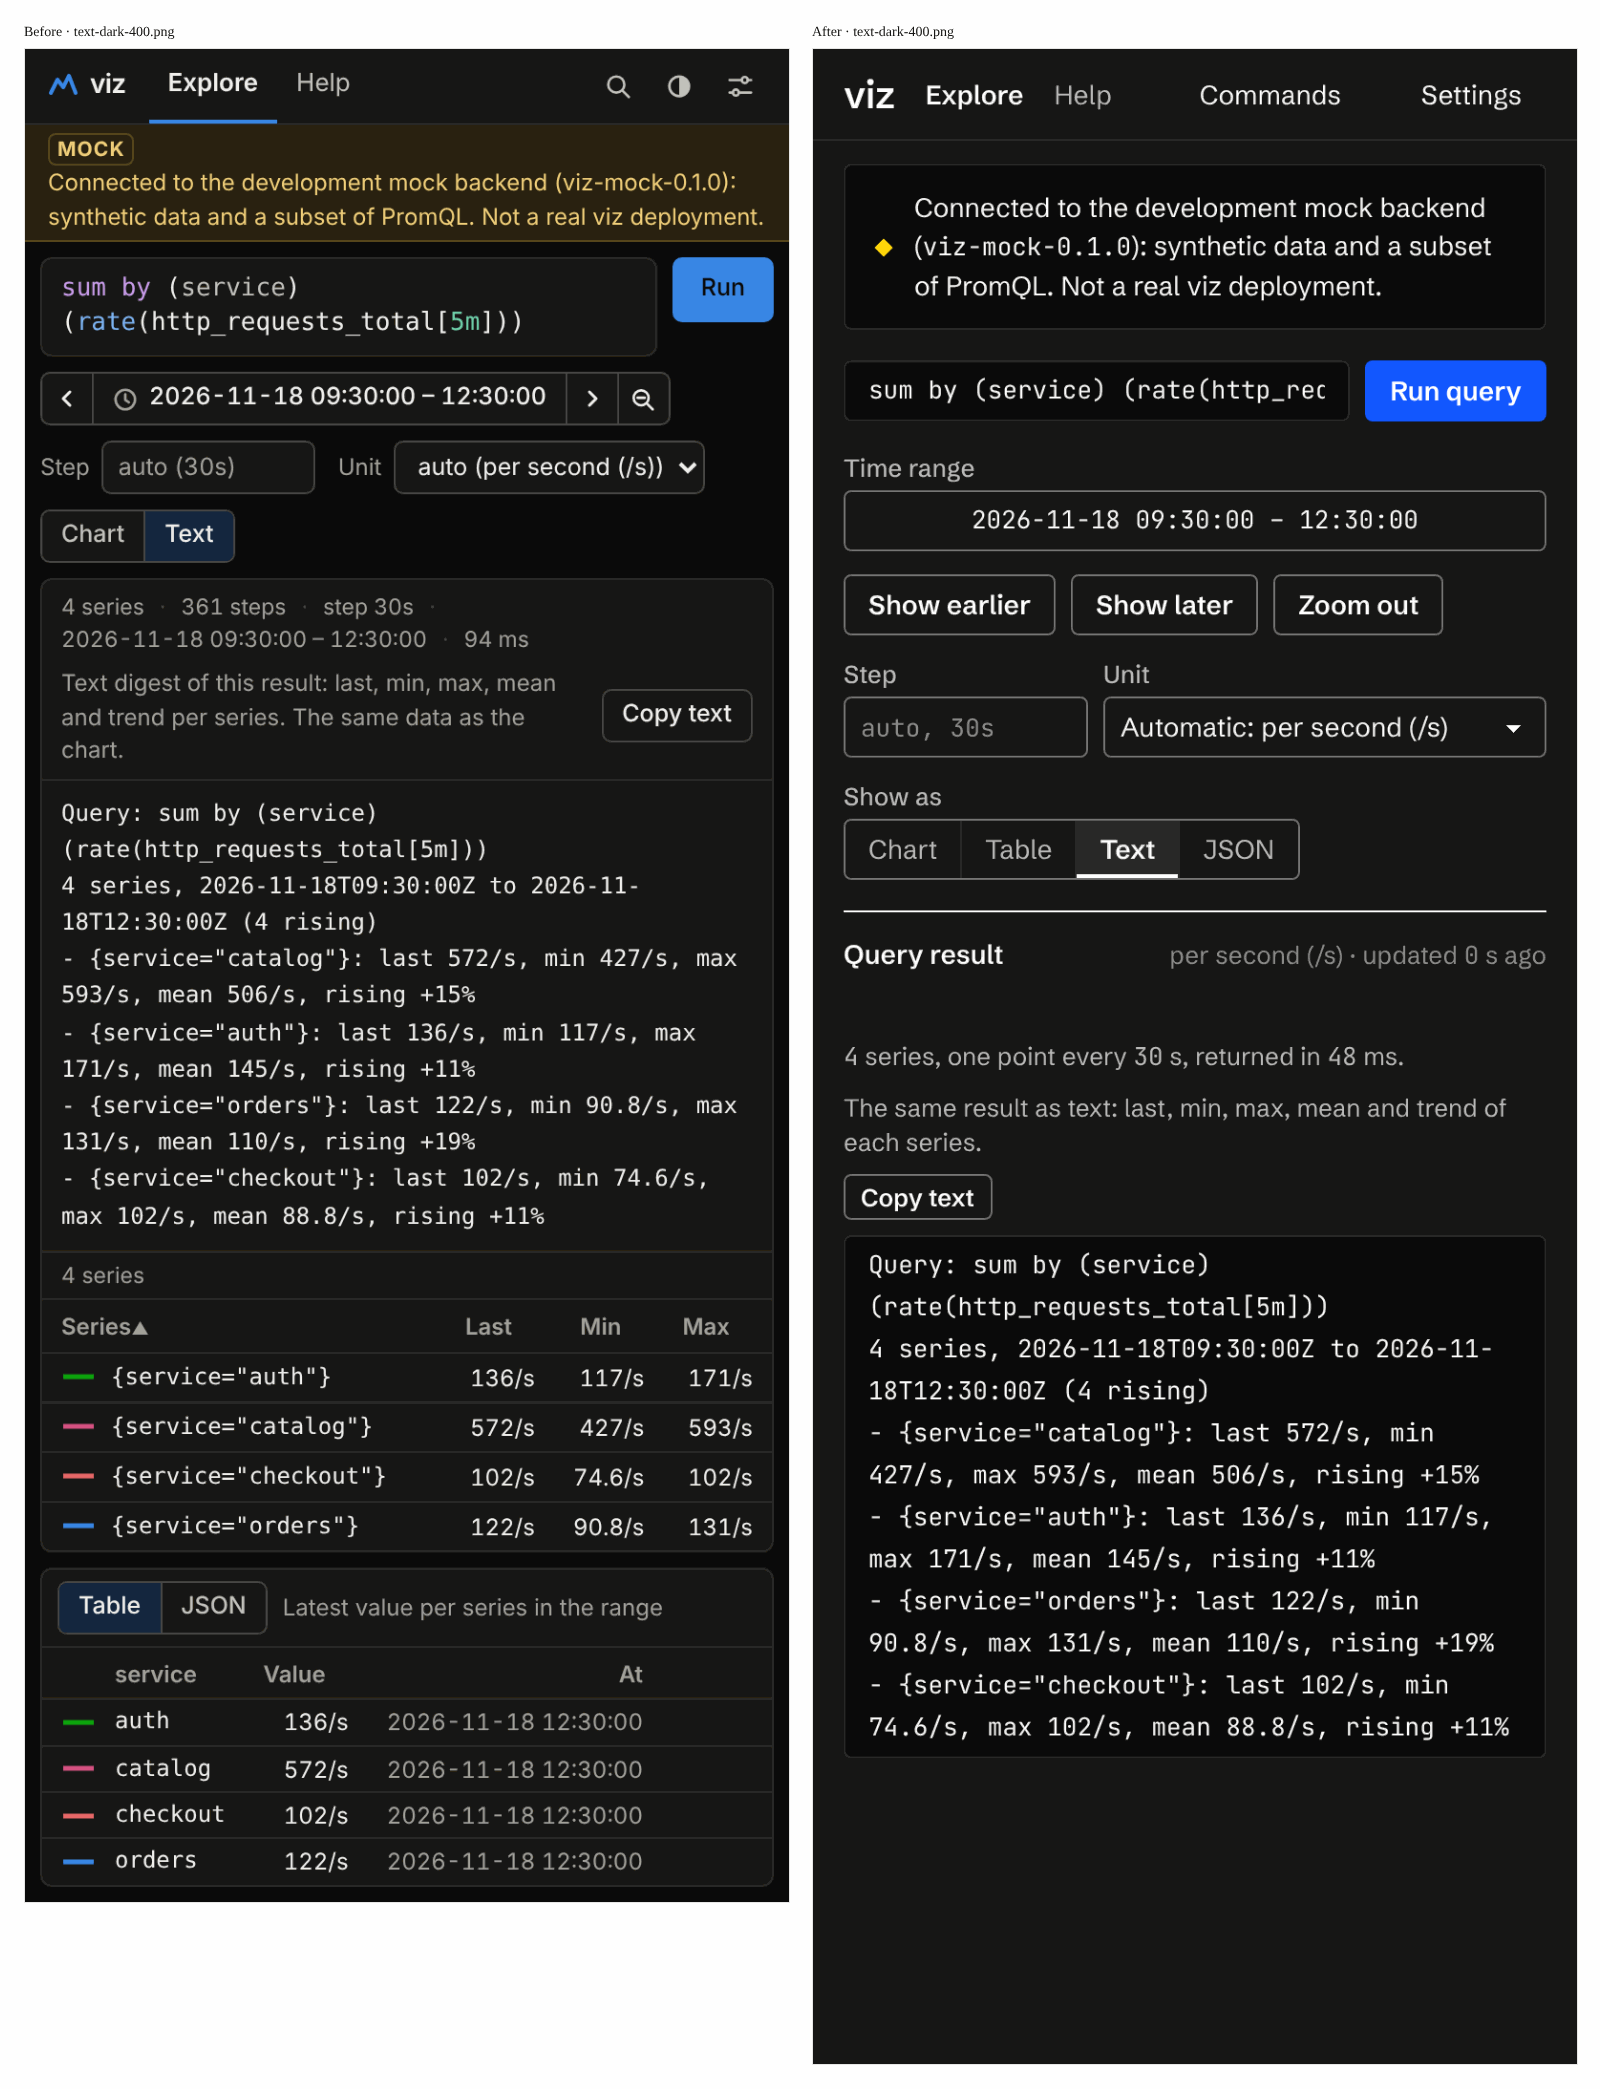 Before · text-dark-400.png
viz Explore Help
MOCK
Connected to the development mock backend (viz-mock-0.1.0):
synthetic data and a subset of PromQL. Not a real viz deployment.
sum by (service)
(rate(http_requests_total[5m]))
Run
2026-11-18 09:30:00 – 12:30:00
Step auto (30s) Unit auto (per second (/s))
Chart Text
4 series · 361 steps · step 30s ·
2026-11-18 09:30:00 – 12:30:00 · 94 ms
Text digest of this result: last, min, max, mean
and trend per series. The same data as the
chart.
Copy text
Query: sum by (service)
(rate(http_requests_total[5m]))
4 series, 2026-11-18T09:30:00Z to 2026-11-
18T12:30:00Z (4 rising)
- {service="catalog"}: last 572/s, min 427/s, max
593/s, mean 506/s, rising +15%
- {service="auth"}: last 136/s, min 117/s, max
171/s, mean 145/s, rising +11%
- {service="orders"}: last 122/s, min 90.8/s, max
131/s, mean 110/s, rising +19%
- {service="checkout"}: last 102/s, min 74.6/s,
max 102/s, mean 88.8/s, rising +11%
4 series
Series▲ Last Min Max
{service="auth"} 136/s 117/s 171/s
{service="catalog"} 572/s 427/s 593/s
{service="checkout"} 102/s 74.6/s 102/s
{service="orders"} 122/s 90.8/s 131/s
Table JSON Latest value per series in the range
service Value At
auth 136/s 2026-11-18 12:30:00
catalog 572/s 2026-11-18 12:30:00
checkout 102/s 2026-11-18 12:30:00
orders 122/s 2026-11-18 12:30:00
After · text-dark-400.png
viz Explore Help Commands Settings
Connected to the development mock backend
(viz-mock-0.1.0): synthetic data and a subset
of PromQL. Not a real viz deployment.
sum by (service) (rate(http_req
Run query
Time range
2026-11-18 09:30:00 – 12:30:00
Show earlier Show later Zoom out
Step Unit
auto, 30s Automatic: per second (/s)
Show as
Chart Table Text JSON
Query result per second (/s) · updated 0 s ago
4 series, one point every 30 s, returned in 48 ms.
The same result as text: last, min, max, mean and trend of
each series.
Copy text
Query: sum by (service)
(rate(http_requests_total[5m]))
4 series, 2026-11-18T09:30:00Z to 2026-11-
18T12:30:00Z (4 rising)
- {service="catalog"}: last 572/s, min
427/s, max 593/s, mean 506/s, rising +15%
- {service="auth"}: last 136/s, min 117/s,
max 171/s, mean 145/s, rising +11%
- {service="orders"}: last 122/s, min
90.8/s, max 131/s, mean 110/s, rising +19%
- {service="checkout"}: last 102/s, min
74.6/s, max 102/s, mean 88.8/s, rising +11%